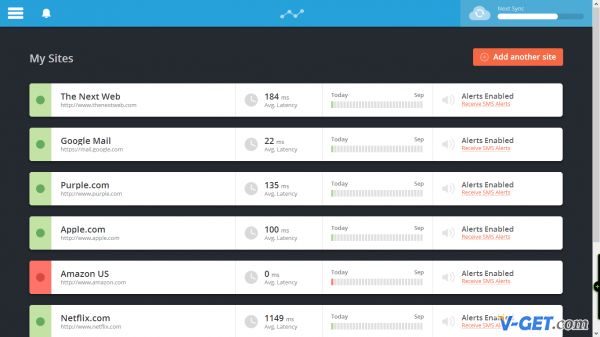 Next Sync
My Sites
Add another site
The Next Web
http://www.thenextweb.com
184 ms
Avg. Latency
Today
Sep
Alerts Enabled
Receive SMS Alerts
Google Mail
https://mail.google.com
22 ms
Avg. Latency
Today
Sep
Alerts Enabled
Receive SMS Alerts
Purple.com
http://www.purple.com
135 ms
Avg. Latency
Today
Sep
Alerts Enabled
Receive SMS Alerts
Apple.com
http://www.apple.com
100 ms
Avg. Latency
Today
Sep
Alerts Enabled
Receive SMS Alerts
Amazon US
http://www.amazon.com
0 ms
Avg. Latency
Today
Sep
Alerts Enabled
Receive SMS Alerts
Netflix.com
http://www.netflix.com
1149 ms
Avg. Latency
Today
Sep
Alerts
Receive SMS
V-GET.com